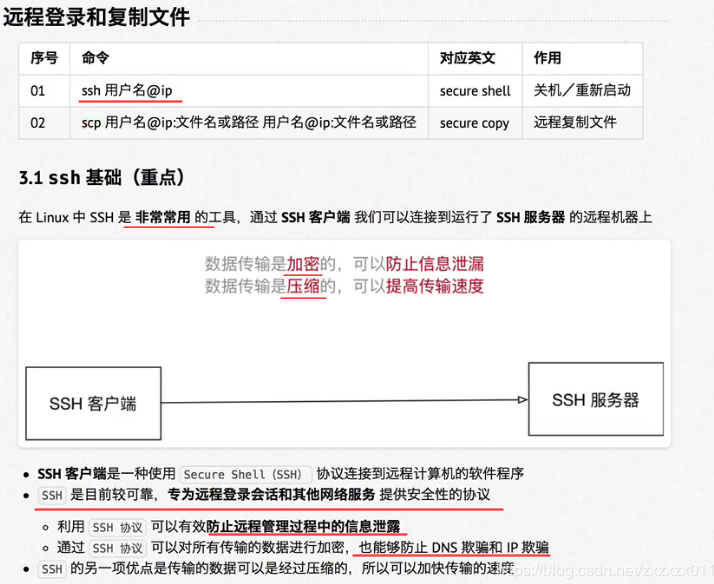 远程登录和复制文件
序号 命令 对应英文 作用
01 ssh 用户名@ip secure shell 关机／重新启动
02 scp 用户名@ip:文件名或路径 用户名@ip:文件名或路径 secure copy 远程复制文件
3.1 ssh 基础（重点）
在 Linux 中 SSH 是 非常常用 的工具，通过 SSH 客户端 我们可以连接到运行了 SSH 服务器 的远程机器上
数据传输是加密的，可以防止信息泄漏
数据传输是压缩的，可以提高传输速度
SSH 客户端
SSH 服务器
SSH 客户端是一种使用 Secure Shell (SSH) 协议连接到远程计算机的软件程序
SSH 是目前较可靠，专为远程登录会话和其他网络服务 提供安全性的协议
利用 SSH 协议 可以有效防止远程管理过程中的信息泄露
通过 SSH 协议 可以对所有传输的数据进行加密，也能够防止 DNS 欺骗和 IP 欺骗
SSH 的另一项优点是传输的数据可以是经过压缩的，所以可以加快传输的速度
https://blog.csdn.net/zxzxzx011